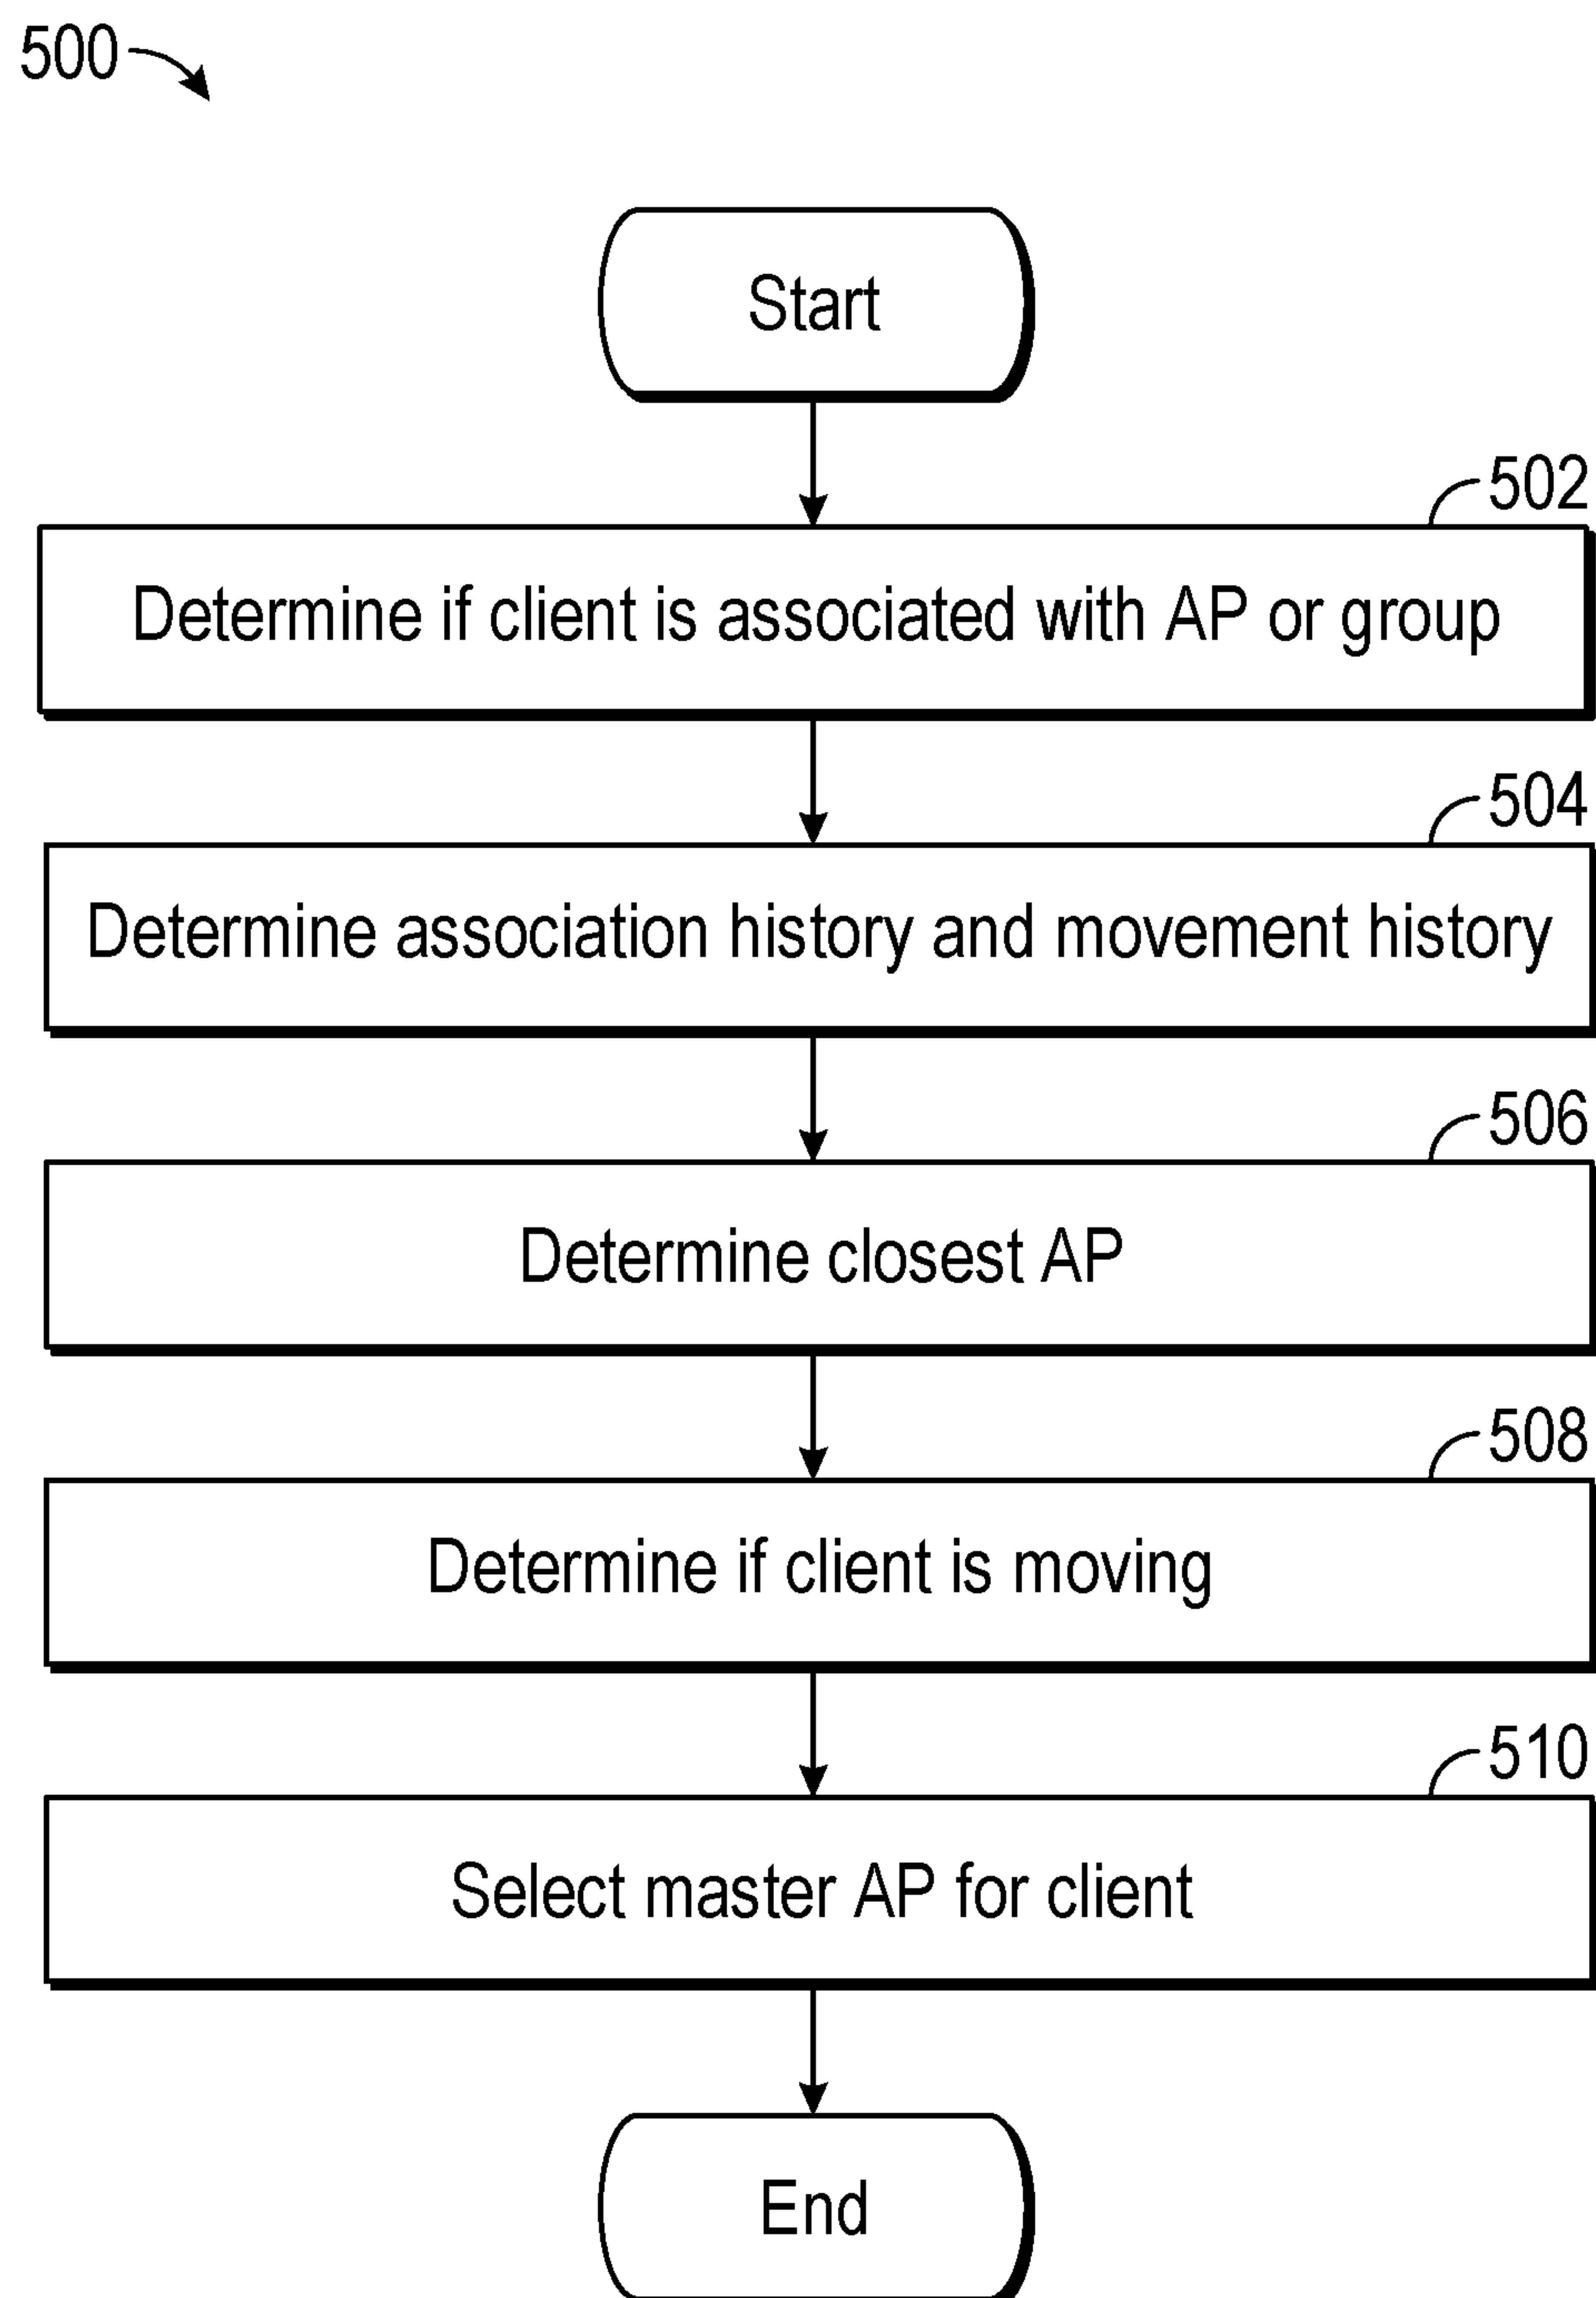 500
Start
502
Determine if client is associated with AP or group
504
Determine association history and movement history
506
Determine closest AP
508
Determine if client is moving
510
Select master AP for client
End